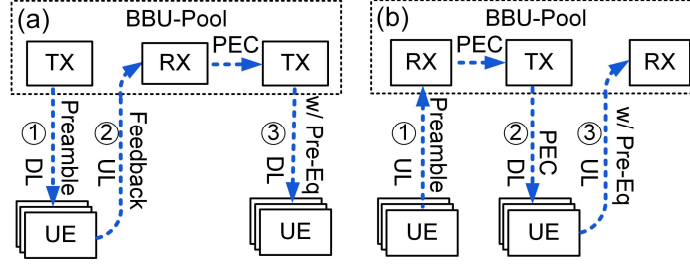 (a)
BBU-Pool
TX
RX
PEC
TX
① DL
Preamble
② UL
Feedback
③ DL
w/ Pre-Eq
UE
UE
(b)
BBU-Pool
RX
PEC
TX
RX
① UL
Preamble
② DL
PEC
③ UL
w/ Pre-Eq
UE
UE